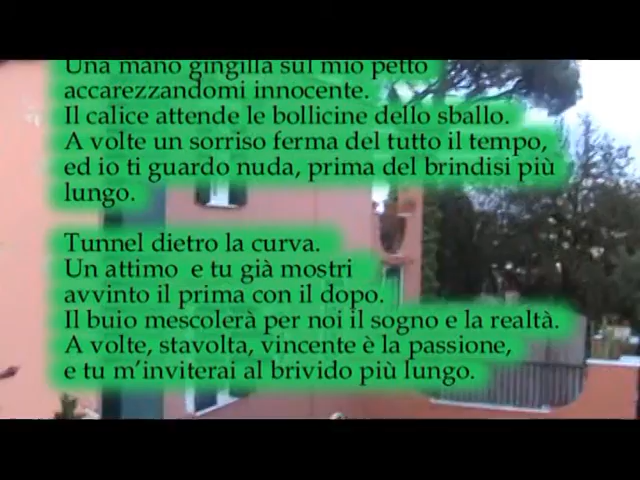 Una mano gingilla sul mio petto
accarezzandomi innocente.
Il calice attende le bollicine dello sballo.
A volte un sorriso ferma del tutto il tempo,
ed io ti guardo nuda, prima del brindisi più
lungo.
Tunnel dietro la curva.
Un attimo e tu già mostri
avvinto il prima con il dopo.
Il buio mescolerà per noi il sogno e la realtà.
A volte, stavolta, vincente è la passione,
e tu m'inviterai al brivido più lungo.